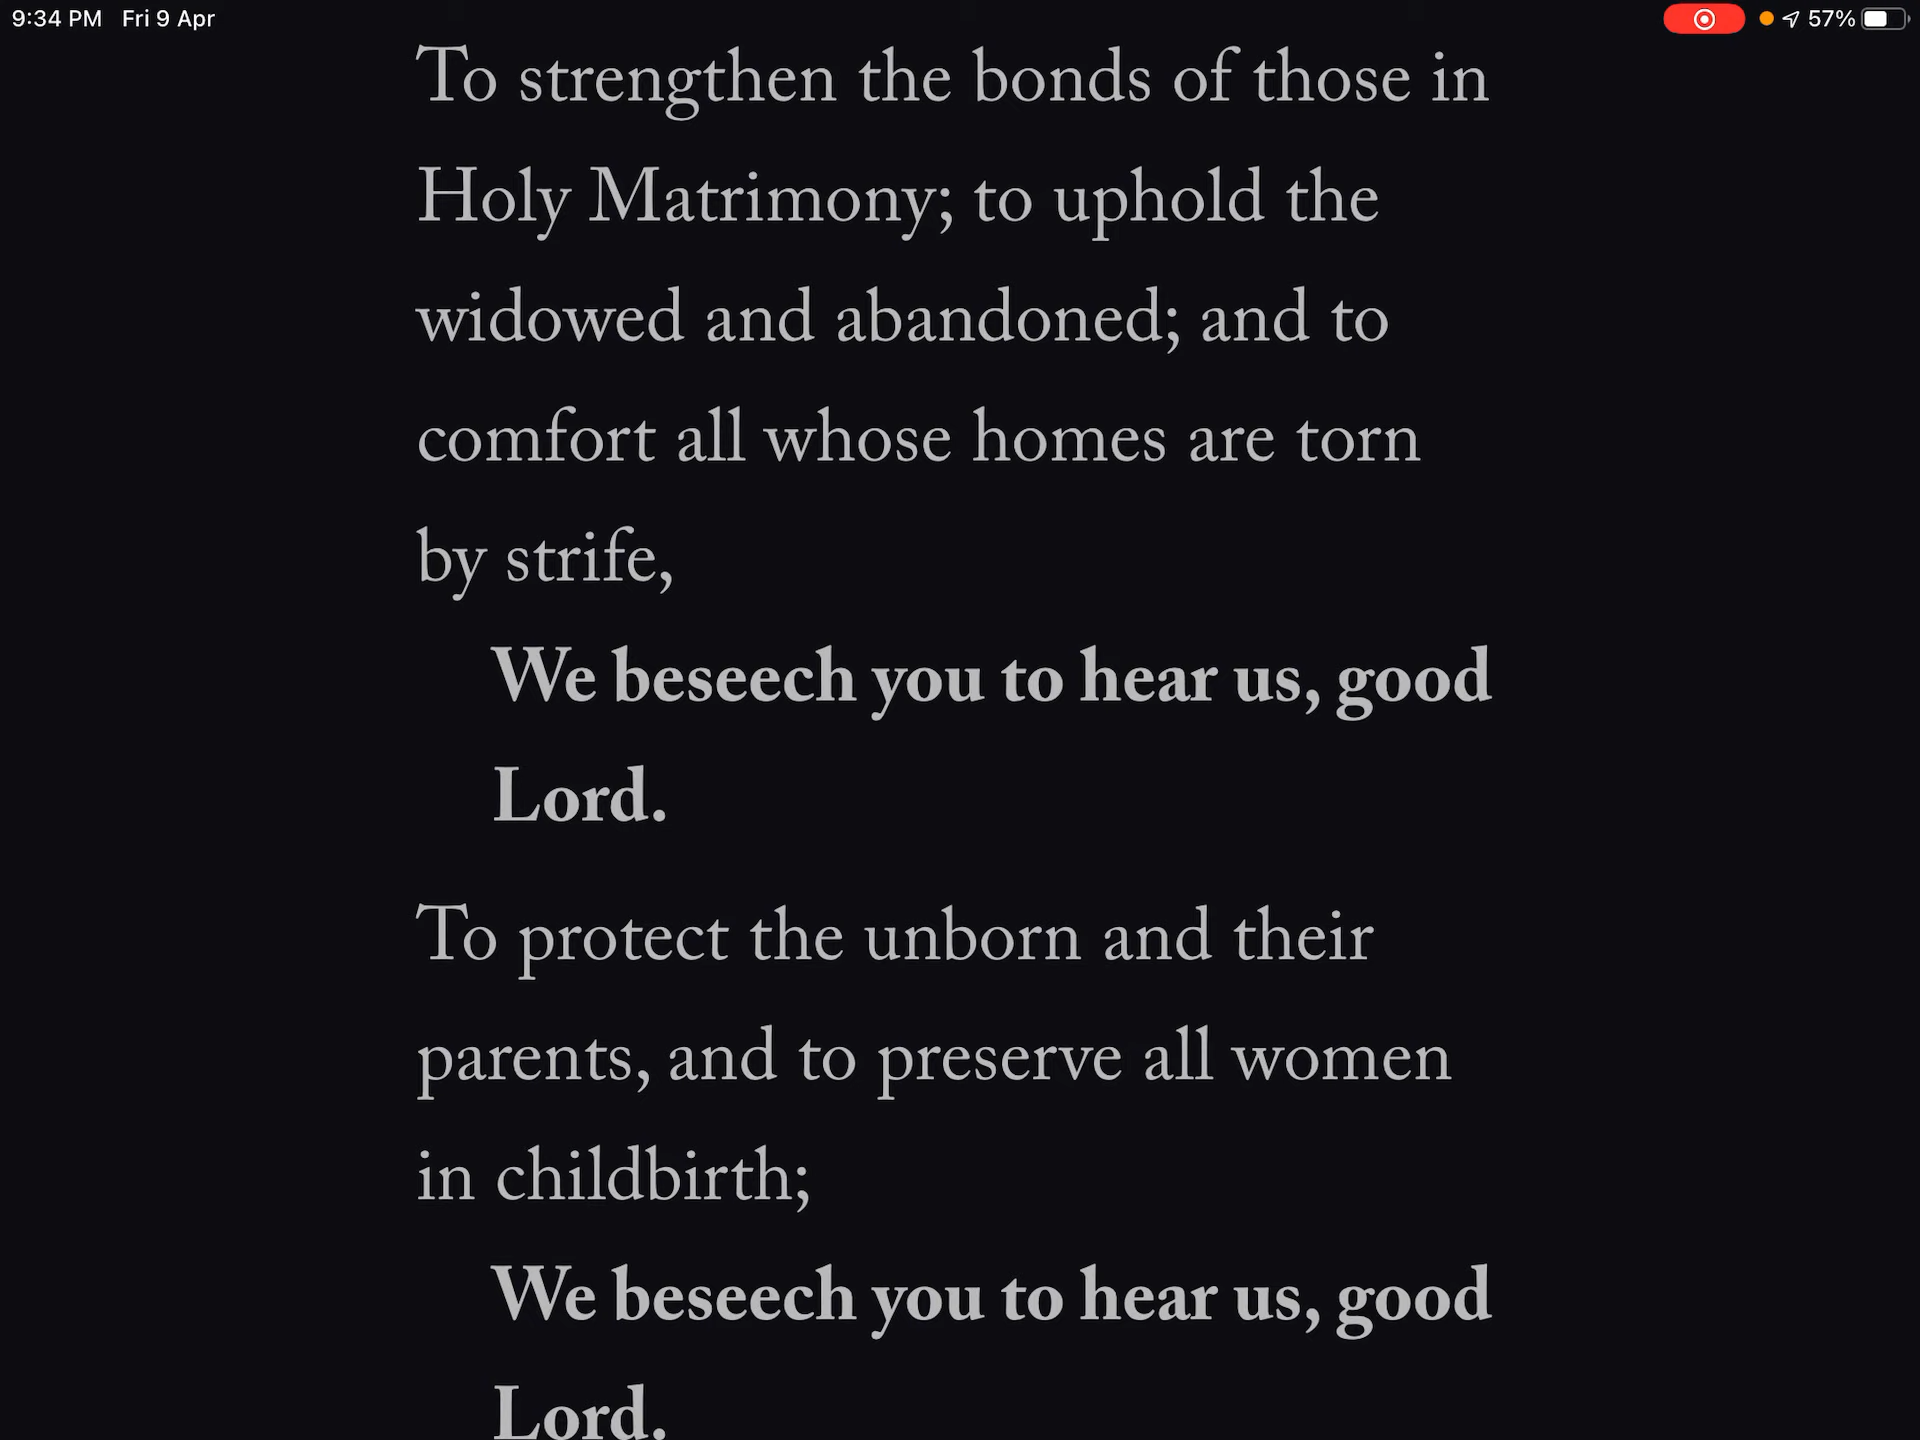 9:34 PM Fri 9 Apr 57%
To strengthen the bonds of those in
Holy Matrimony; to uphold the
widowed and abandoned; and to
comfort all whose homes are torn
by strife,
We beseech you to hear us, good
Lord.
To protect the unborn and their
parents, and to preserve all women
in childbirth;
We beseech you to hear us, good
Lord.